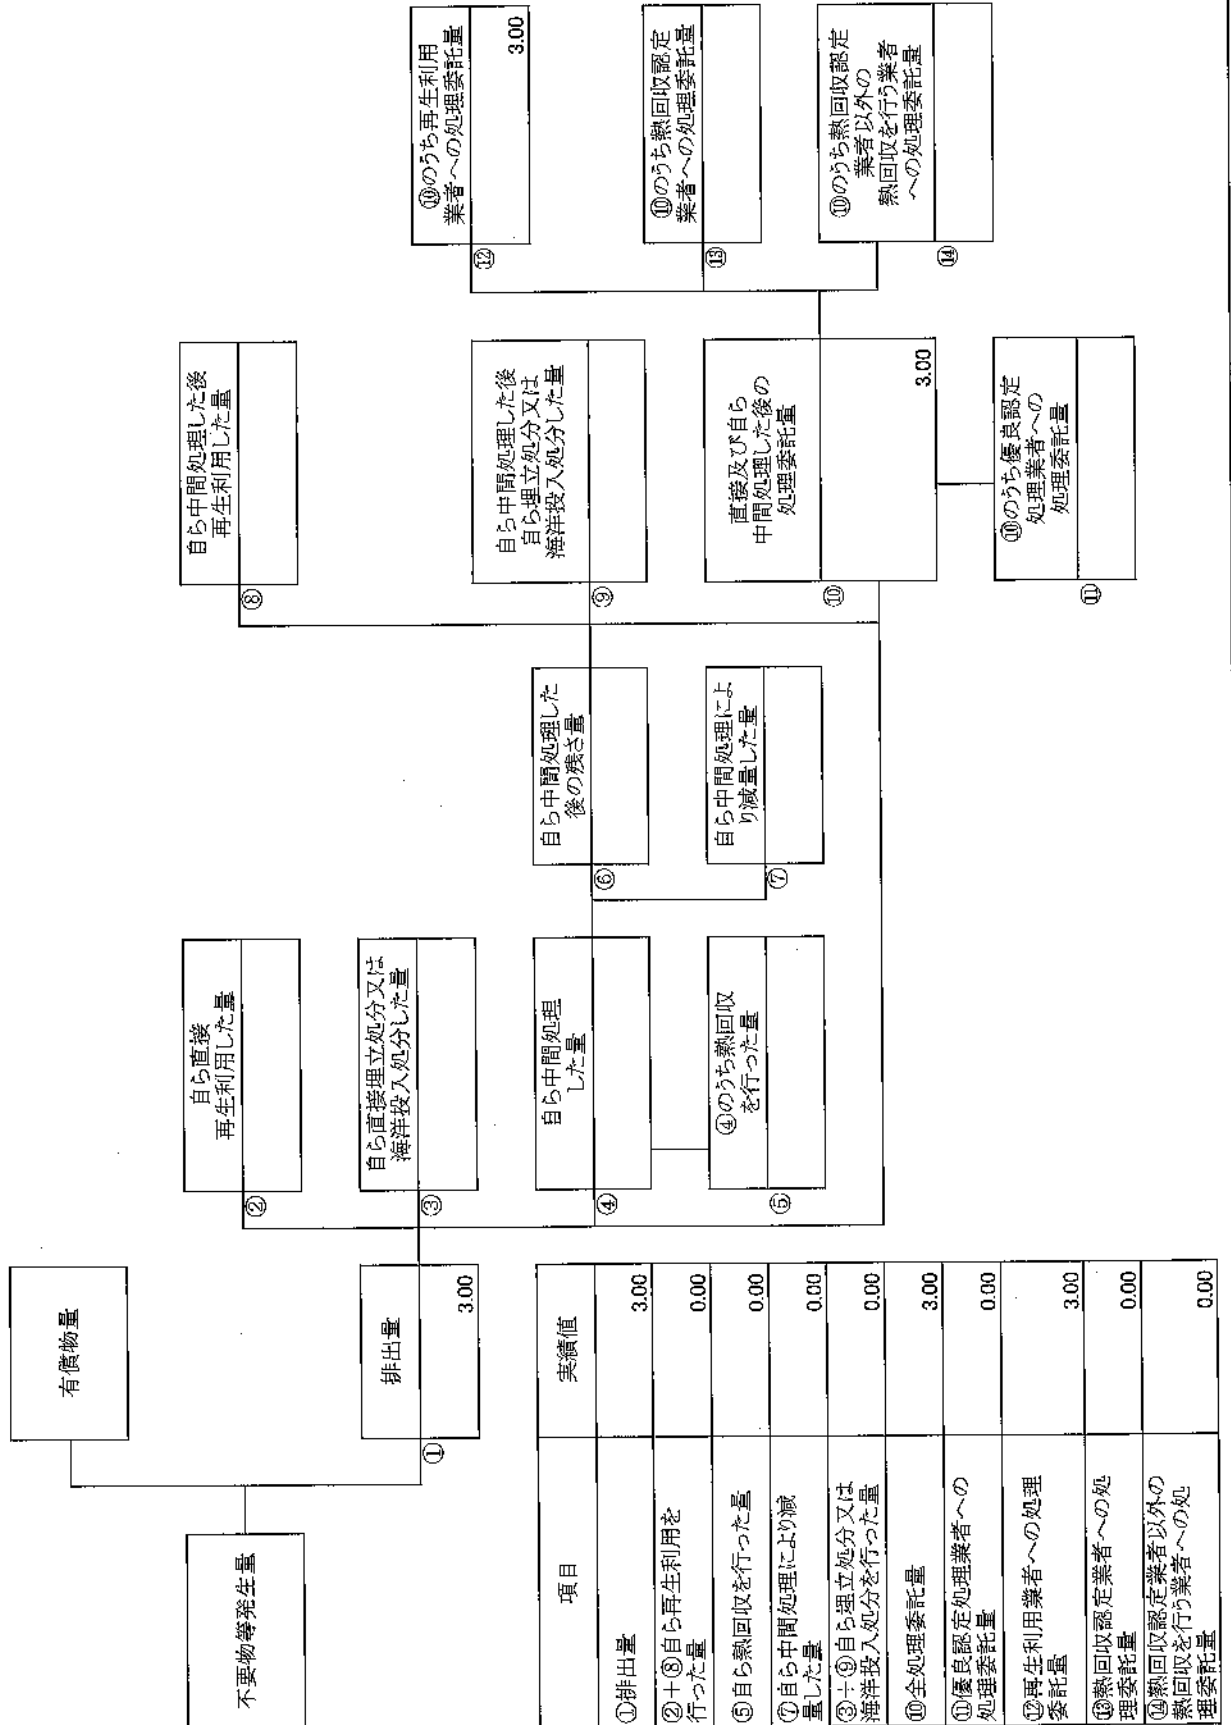 不要物等発生量
有償物量
①
排出量
3.00
②
自ら直接
再生利用した量
③
自ら直接埋立処分又は
海洋投入処分した量
④
自ら中間処理
した量
⑤
④のうち熱回収
を行った量
⑥
自ら中間処理した
後の残さ量
⑦
自ら中間処理によ
り減量した量
⑧
自ら中間処理した後
再生利用した量
⑨
自ら中間処理した後
自ら埋立処分又は
海洋投入処分した量
⑩
直接及び自ら
中間処理した後の
処理委託量
3.00
⑪
⑩のうち優良認定
処理業者への
処理委託量
⑫
⑩のうち再生利用
業者への処理委託量
3.00
⑬
⑩のうち熱回収認定
業者への処理委託量
⑭
⑩のうち熱回収認定
業者以外の
熱回収を行う業者
への処理委託量
項目 実績値
①排出量 3.00
②+⑧自ら再生利用を
行った量 0.00
⑤自ら熱回収を行った量 0.00
⑦自ら中間処理により減
量した量 0.00
③+⑨自ら埋立処分又は
海洋投入処分を行った量 0.00
⑩全処理委託量 3.00
⑪優良認定処理業者への
処理委託量 0.00
⑫再生利用業者への処理
委託量 3.00
⑬熱回収認定業者への処
理委託量 0.00
⑭熱回収認定業者以外の
熱回収を行う業者への処
理委託量 0.00